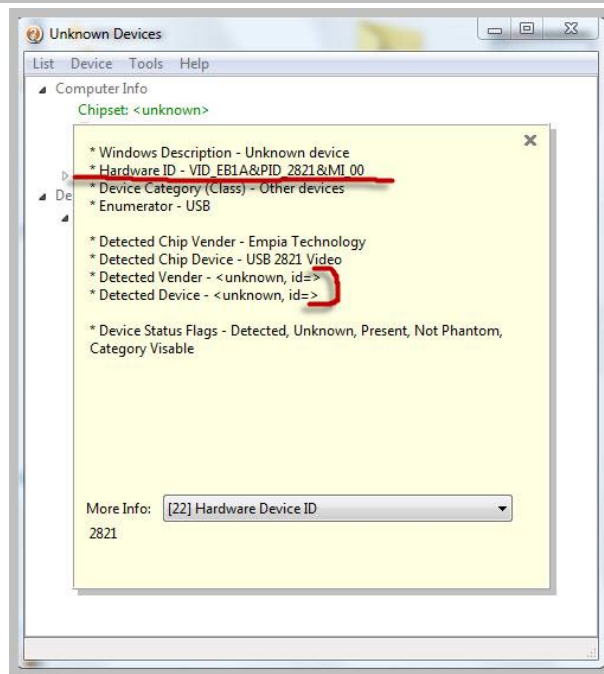 Unknown Devices
List Device Tools Help
Computer Info
Chipset: <unknown>
* Windows Description - Unknown device
* Hardware ID - VID_EB1A&PID_2821&MI_00
* Device Category (Class) - Other devices
De
* Enumerator - USB
* Detected Chip Vender - Empia Technology
* Detected Chip Device - USB 2821 Video
* Detected Vender - <unknown, id=>
* Detected Device - <unknown, id=>
* Device Status Flags - Detected, Unknown, Present, Not Phantom,
Category Visable
More Info: [22] Hardware Device ID
2821